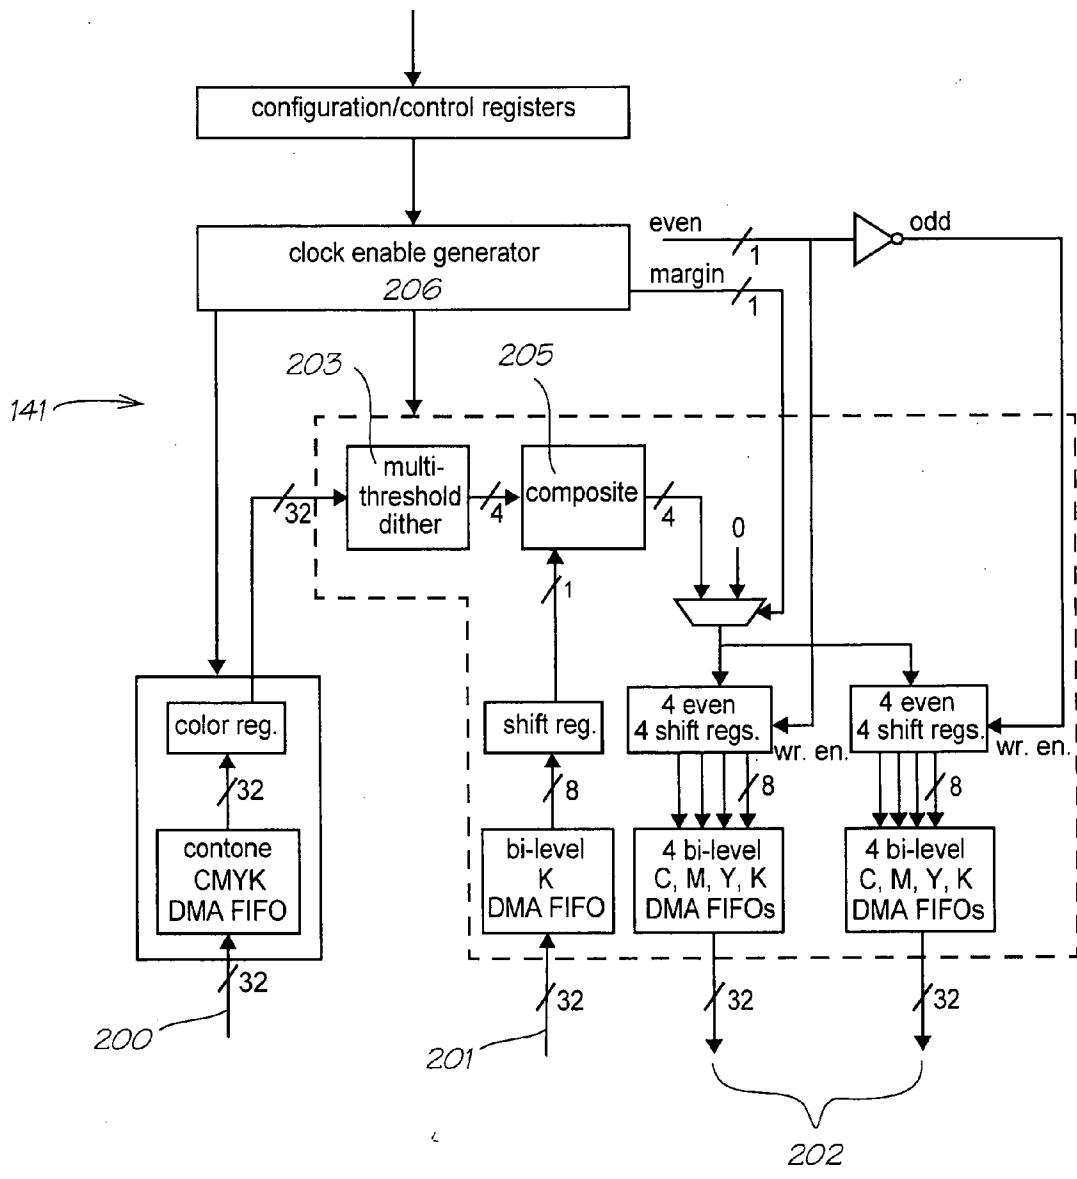 configuration/control registers
clock enable generator
206
even
1
odd
margin
1
203
205
141
multi-
threshold
dither
32
4
composite
4
0
1
color reg.
shift reg.
4 even
4 shift regs.
wr. en.
4 even
4 shift regs.
wr. en.
32
8
8
8
contone
CMYK
DMA FIFO
bi-level
K
DMA FIFO
4 bi-level
C, M, Y, K
DMA FIFOs
4 bi-level
C, M, Y, K
DMA FIFOs
32
32
32
32
200
201
202